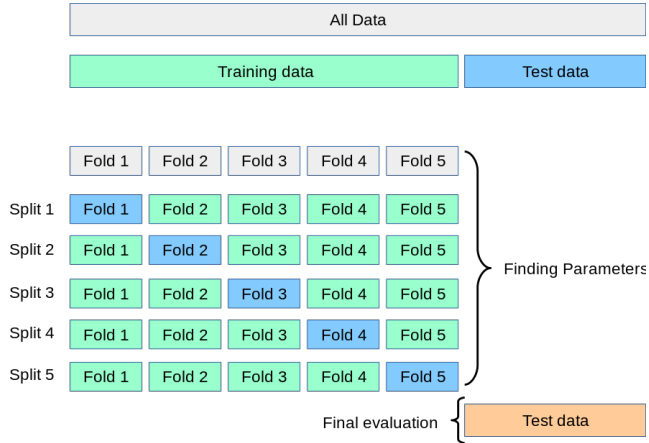 All Data
Training data Test data
Fold 1 Fold 2 Fold 3 Fold 4 Fold 5
Split 1 Fold 1 Fold 2 Fold 3 Fold 4 Fold 5
Split 2 Fold 1 Fold 2 Fold 3 Fold 4 Fold 5
Finding Parameters
Split 3 Fold 1 Fold 2 Fold 3 Fold 4 Fold 5
Split 4 Fold 1 Fold 2 Fold 3 Fold 4 Fold 5
Split 5 Fold 1 Fold 2 Fold 3 Fold 4 Fold 5
Final evaluation Test data